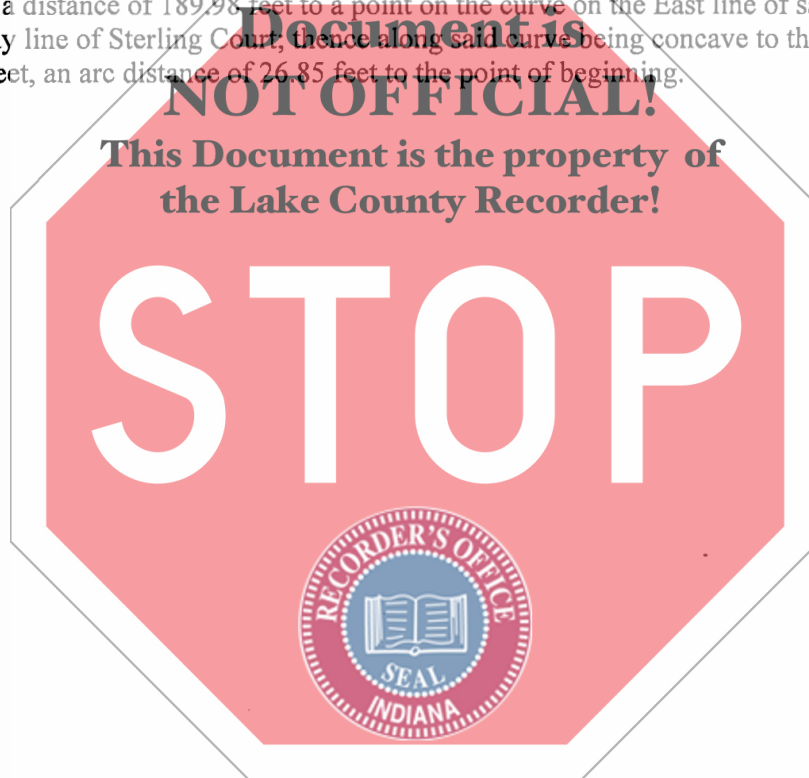 a distance of 189.98 feet to a point on the curve on the East line of s
Document is
y line of Sterling Court; thence along said curve being concave to th
eet, an arc distance of 26.85 feet to the point of beginning.
NOT OFFICIAL!
This Document is the property of
the Lake County Recorder!
STOP
RECORDER'S OFFICE
SEAL
INDIANA